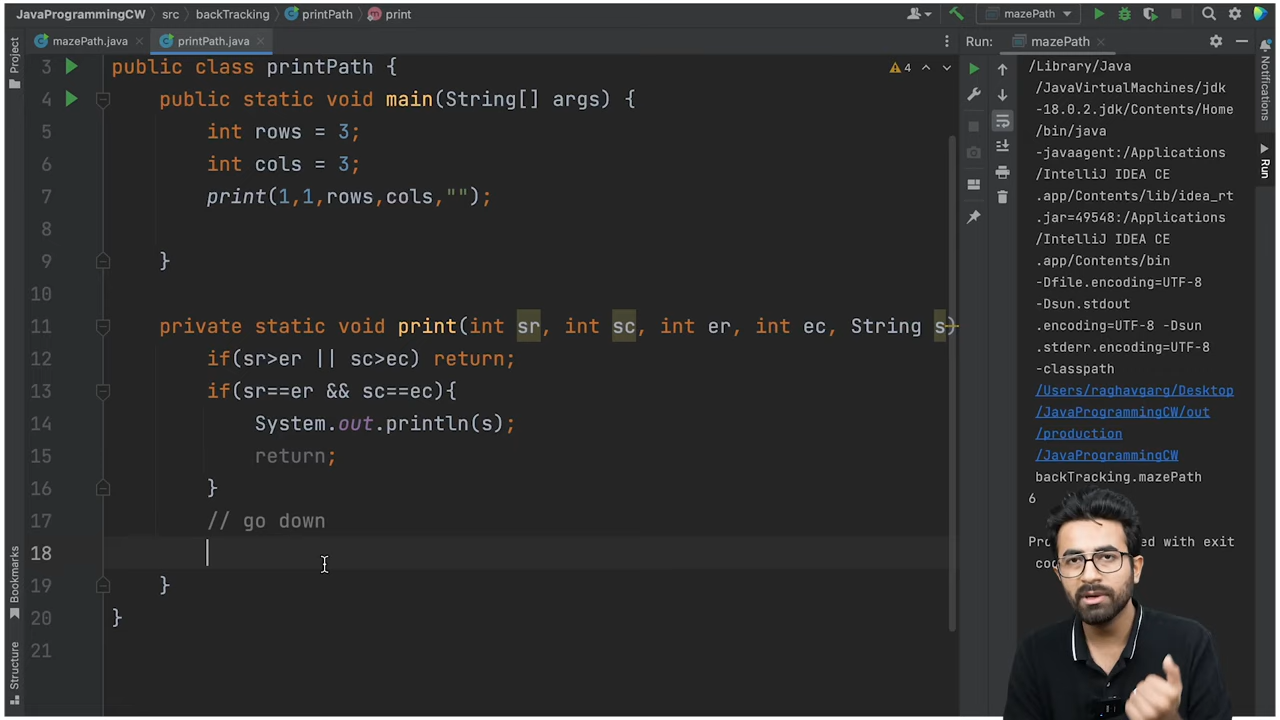 JavaProgrammingCW src backTracking printPath print
mazePath
mazePath.java printPath.java
Run: mazePath
Project
Bookmarks
Structure
Notifications
Run
4
3 public class printPath {
4 public static void main(String[] args) {
5 int rows = 3;
6 int cols = 3;
7 print(1,1,rows,cols,"");
8
9 }
10
11 private static void print(int sr, int sc, int er, int ec, String s)
12 if(sr>er || sc>ec) return;
13 if(sr==er && sc==ec){
14 System.out.println(s);
15 return;
16 }
17 // go down
18
19 }
20 }
21
/Library/Java
/JavaVirtualMachines/jdk
-18.0.2.jdk/Contents/Home
/bin/java
-javaagent:/Applications
/IntelliJ IDEA CE
.app/Contents/lib/idea_rt
.jar=49548:/Applications
/IntelliJ IDEA CE
.app/Contents/bin
-Dfile.encoding=UTF-8
-Dsun.stdout
.encoding=UTF-8 -Dsun
.stderr.encoding=UTF-8
-classpath
/Users/raghavgarg/Desktop
/JavaProgrammingCW/out
/production
/JavaProgrammingCW
backTracking.mazePath
6
with exit